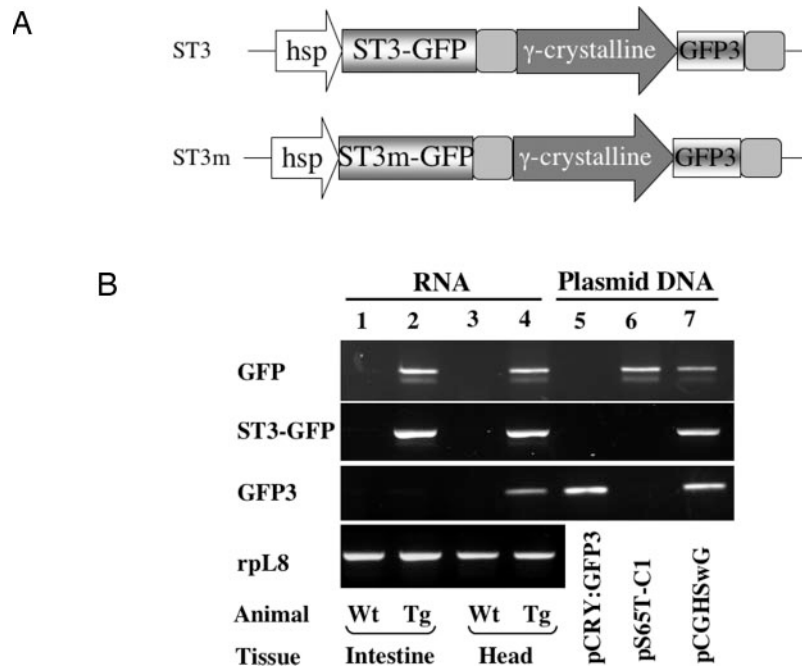 A
ST3 hsp ST3-GFP γ-crystalline GFP3
ST3m hsp ST3m-GFP γ-crystalline GFP3
B
RNA Plasmid DNA
1 2 3 4 5 6 7
GFP
ST3-GFP
GFP3
rpL8
pCRY:GFP3
pS65T-C1
pCGHSwG
Animal Wt Tg Wt Tg
Tissue Intestine Head